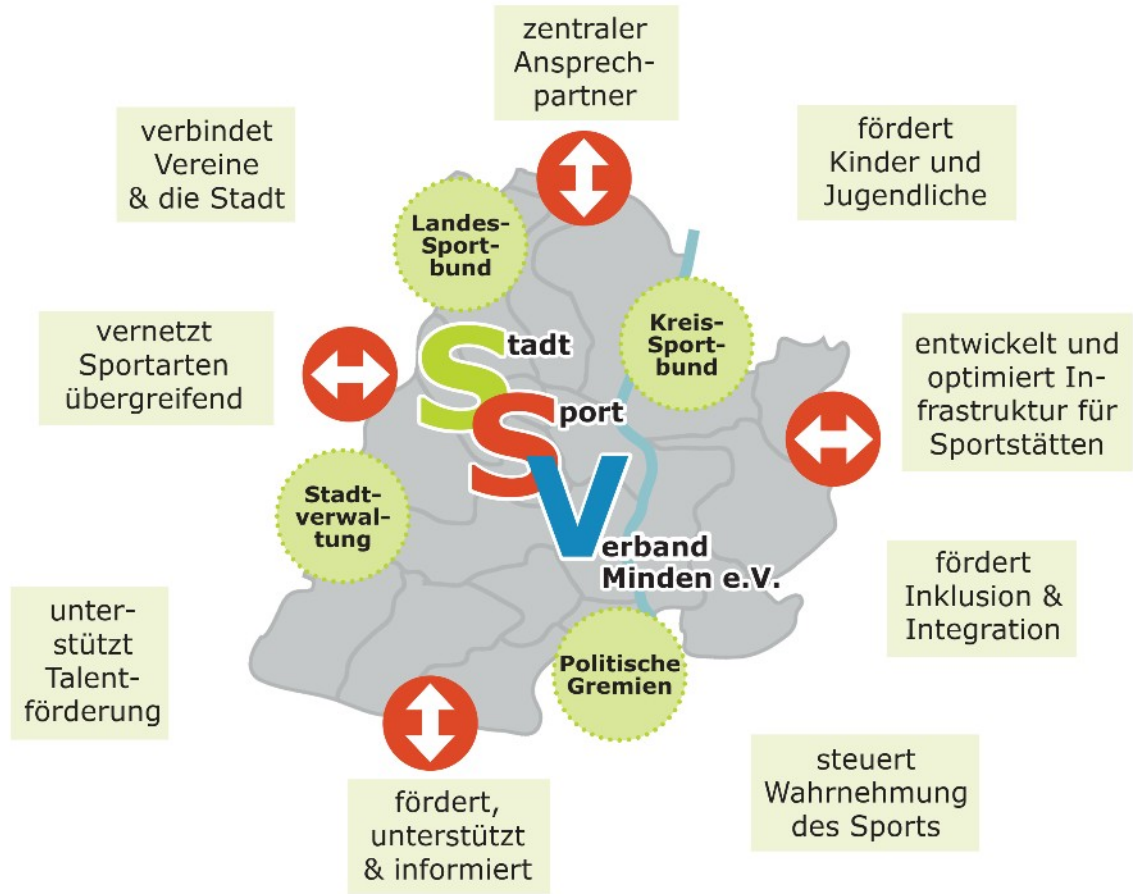 zentraler
Ansprech-
partner
verbindet
Vereine
& die Stadt
fördert
Kinder und
Jugendliche
Landes-
Sport-
bund
vernetzt
Sportarten
übergreifend
Stadt
Sport
Verband
Minden e.V.
Kreis-
Sport-
bund
entwickelt und
optimiert In-
frastruktur für
Sportstätten
Stadt-
verwal-
tung
fördert
Inklusion &
Integration
unter-
stützt
Talent-
förderung
Politische
Gremien
steuert
Wahrnehmung
des Sports
fördert,
unterstützt
& informiert